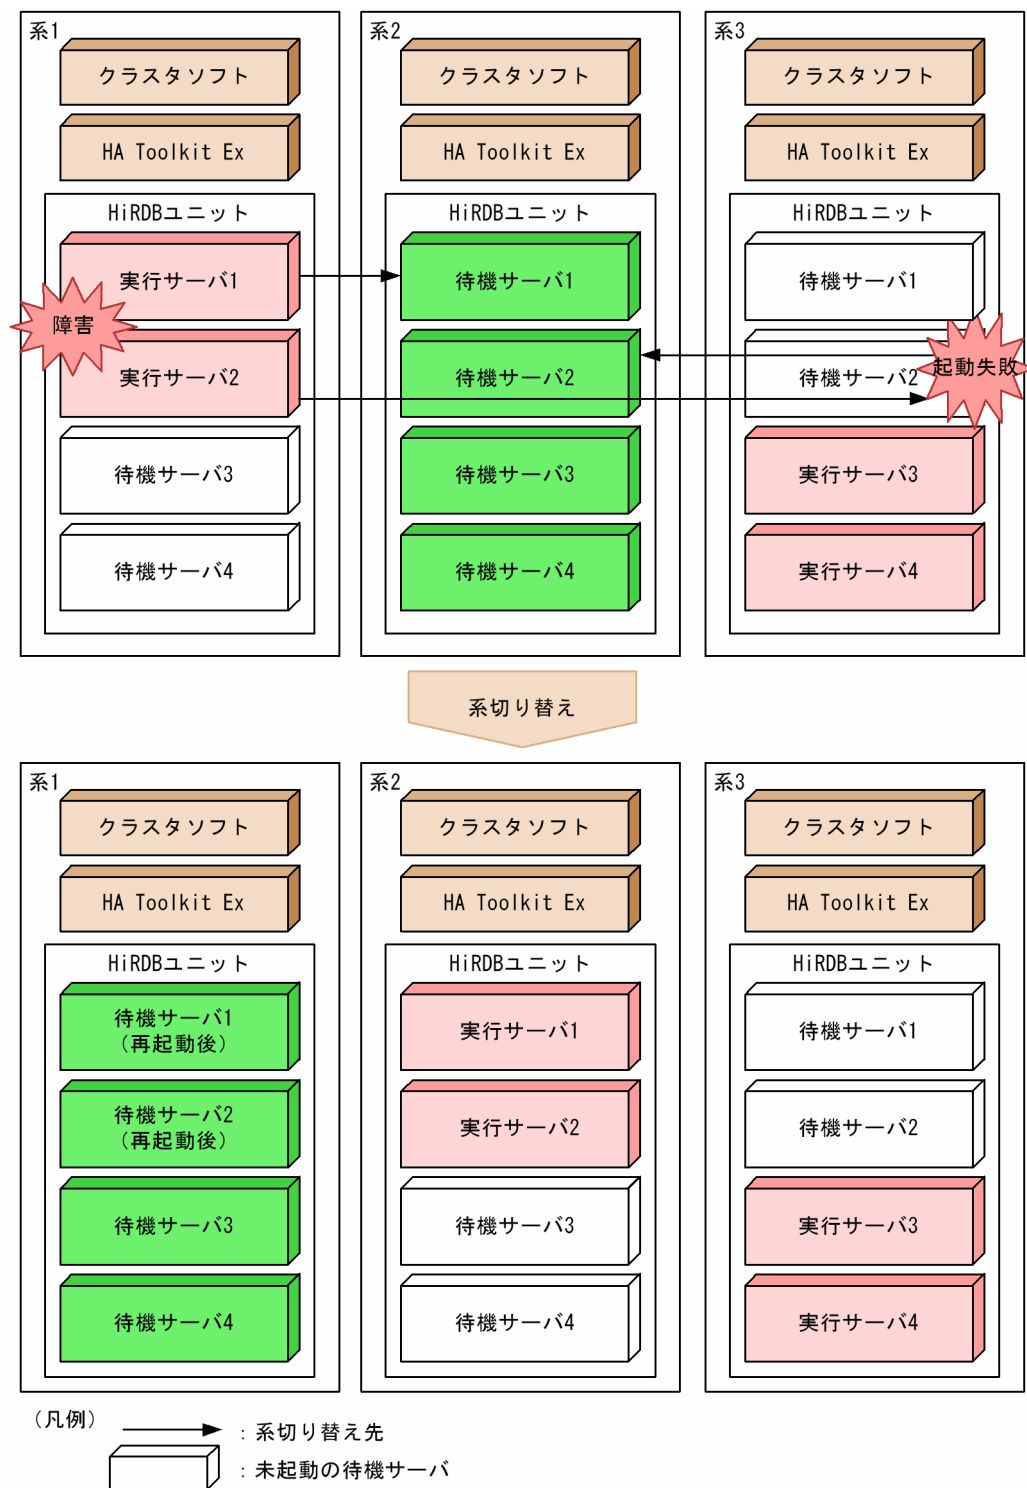 系1
クラスタソフト
HA Toolkit Ex
HiRDBユニット
実行サーバ1
障害
実行サーバ2
待機サーバ3
待機サーバ4
系2
クラスタソフト
HA Toolkit Ex
HiRDBユニット
待機サーバ1
待機サーバ2
待機サーバ3
待機サーバ4
系3
クラスタソフト
HA Toolkit Ex
HiRDBユニット
待機サーバ1
待機サーバ2
起動失敗
実行サーバ3
実行サーバ4
系切り替え
系1
クラスタソフト
HA Toolkit Ex
HiRDBユニット
待機サーバ1
（再起動後）
待機サーバ2
（再起動後）
待機サーバ3
待機サーバ4
系2
クラスタソフト
HA Toolkit Ex
HiRDBユニット
実行サーバ1
実行サーバ2
待機サーバ3
待機サーバ4
系3
クラスタソフト
HA Toolkit Ex
HiRDBユニット
待機サーバ1
待機サーバ2
実行サーバ3
実行サーバ4
（凡例）
：系切り替え先
：未起動の待機サーバ